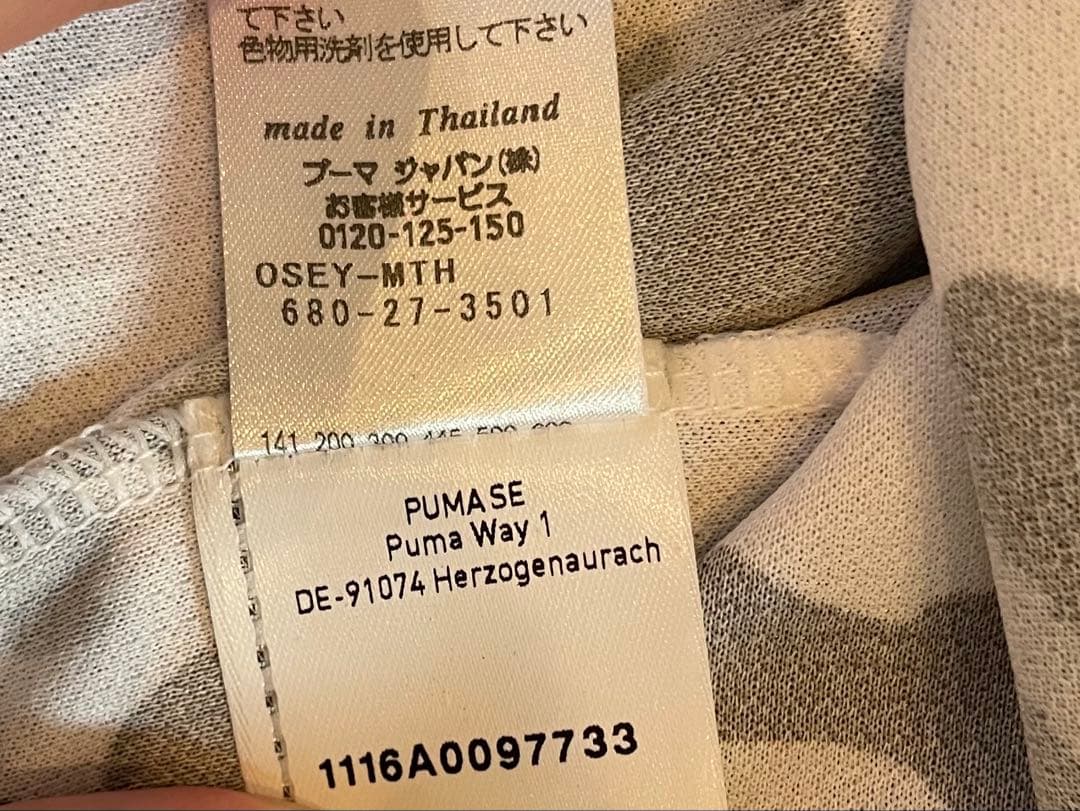 て下さい
色物用洗剤を使用して下さい
made in Thailand
プーマ ジャパン(株)
お客様サービス
0120-125-150
OSEY-MTH
680-27-3501
141 200
PUMA SE
Puma Way 1
DE-91074 Herzogenaurach
1116A0097733